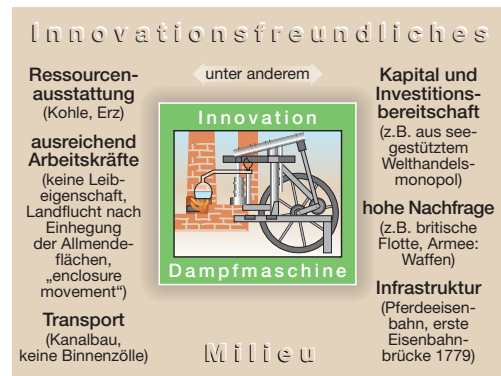 Innovationsfreundliches
unter anderem
Ressourcen-
ausstattung
(Kohle, Erz)
ausreichend
Arbeitskräfte
(keine Leib-
eigenschaft,
Landflucht nach
Einhegung
der Allmende-
flächen,
„enclosure
movement“)
Transport
(Kanalbau,
keine Binnenzölle)
Innovation
Dampfmaschine
Kapital und
Investitions-
bereitschaft
(z.B. aus see-
gestütztem
Welthandels-
monopol)
hohe Nachfrage
(z.B. britische
Flotte, Armee:
Waffen)
Infrastruktur
(Pferdeeisen-
bahn, erste
Eisenbahn-
brücke 1779)
Milieu